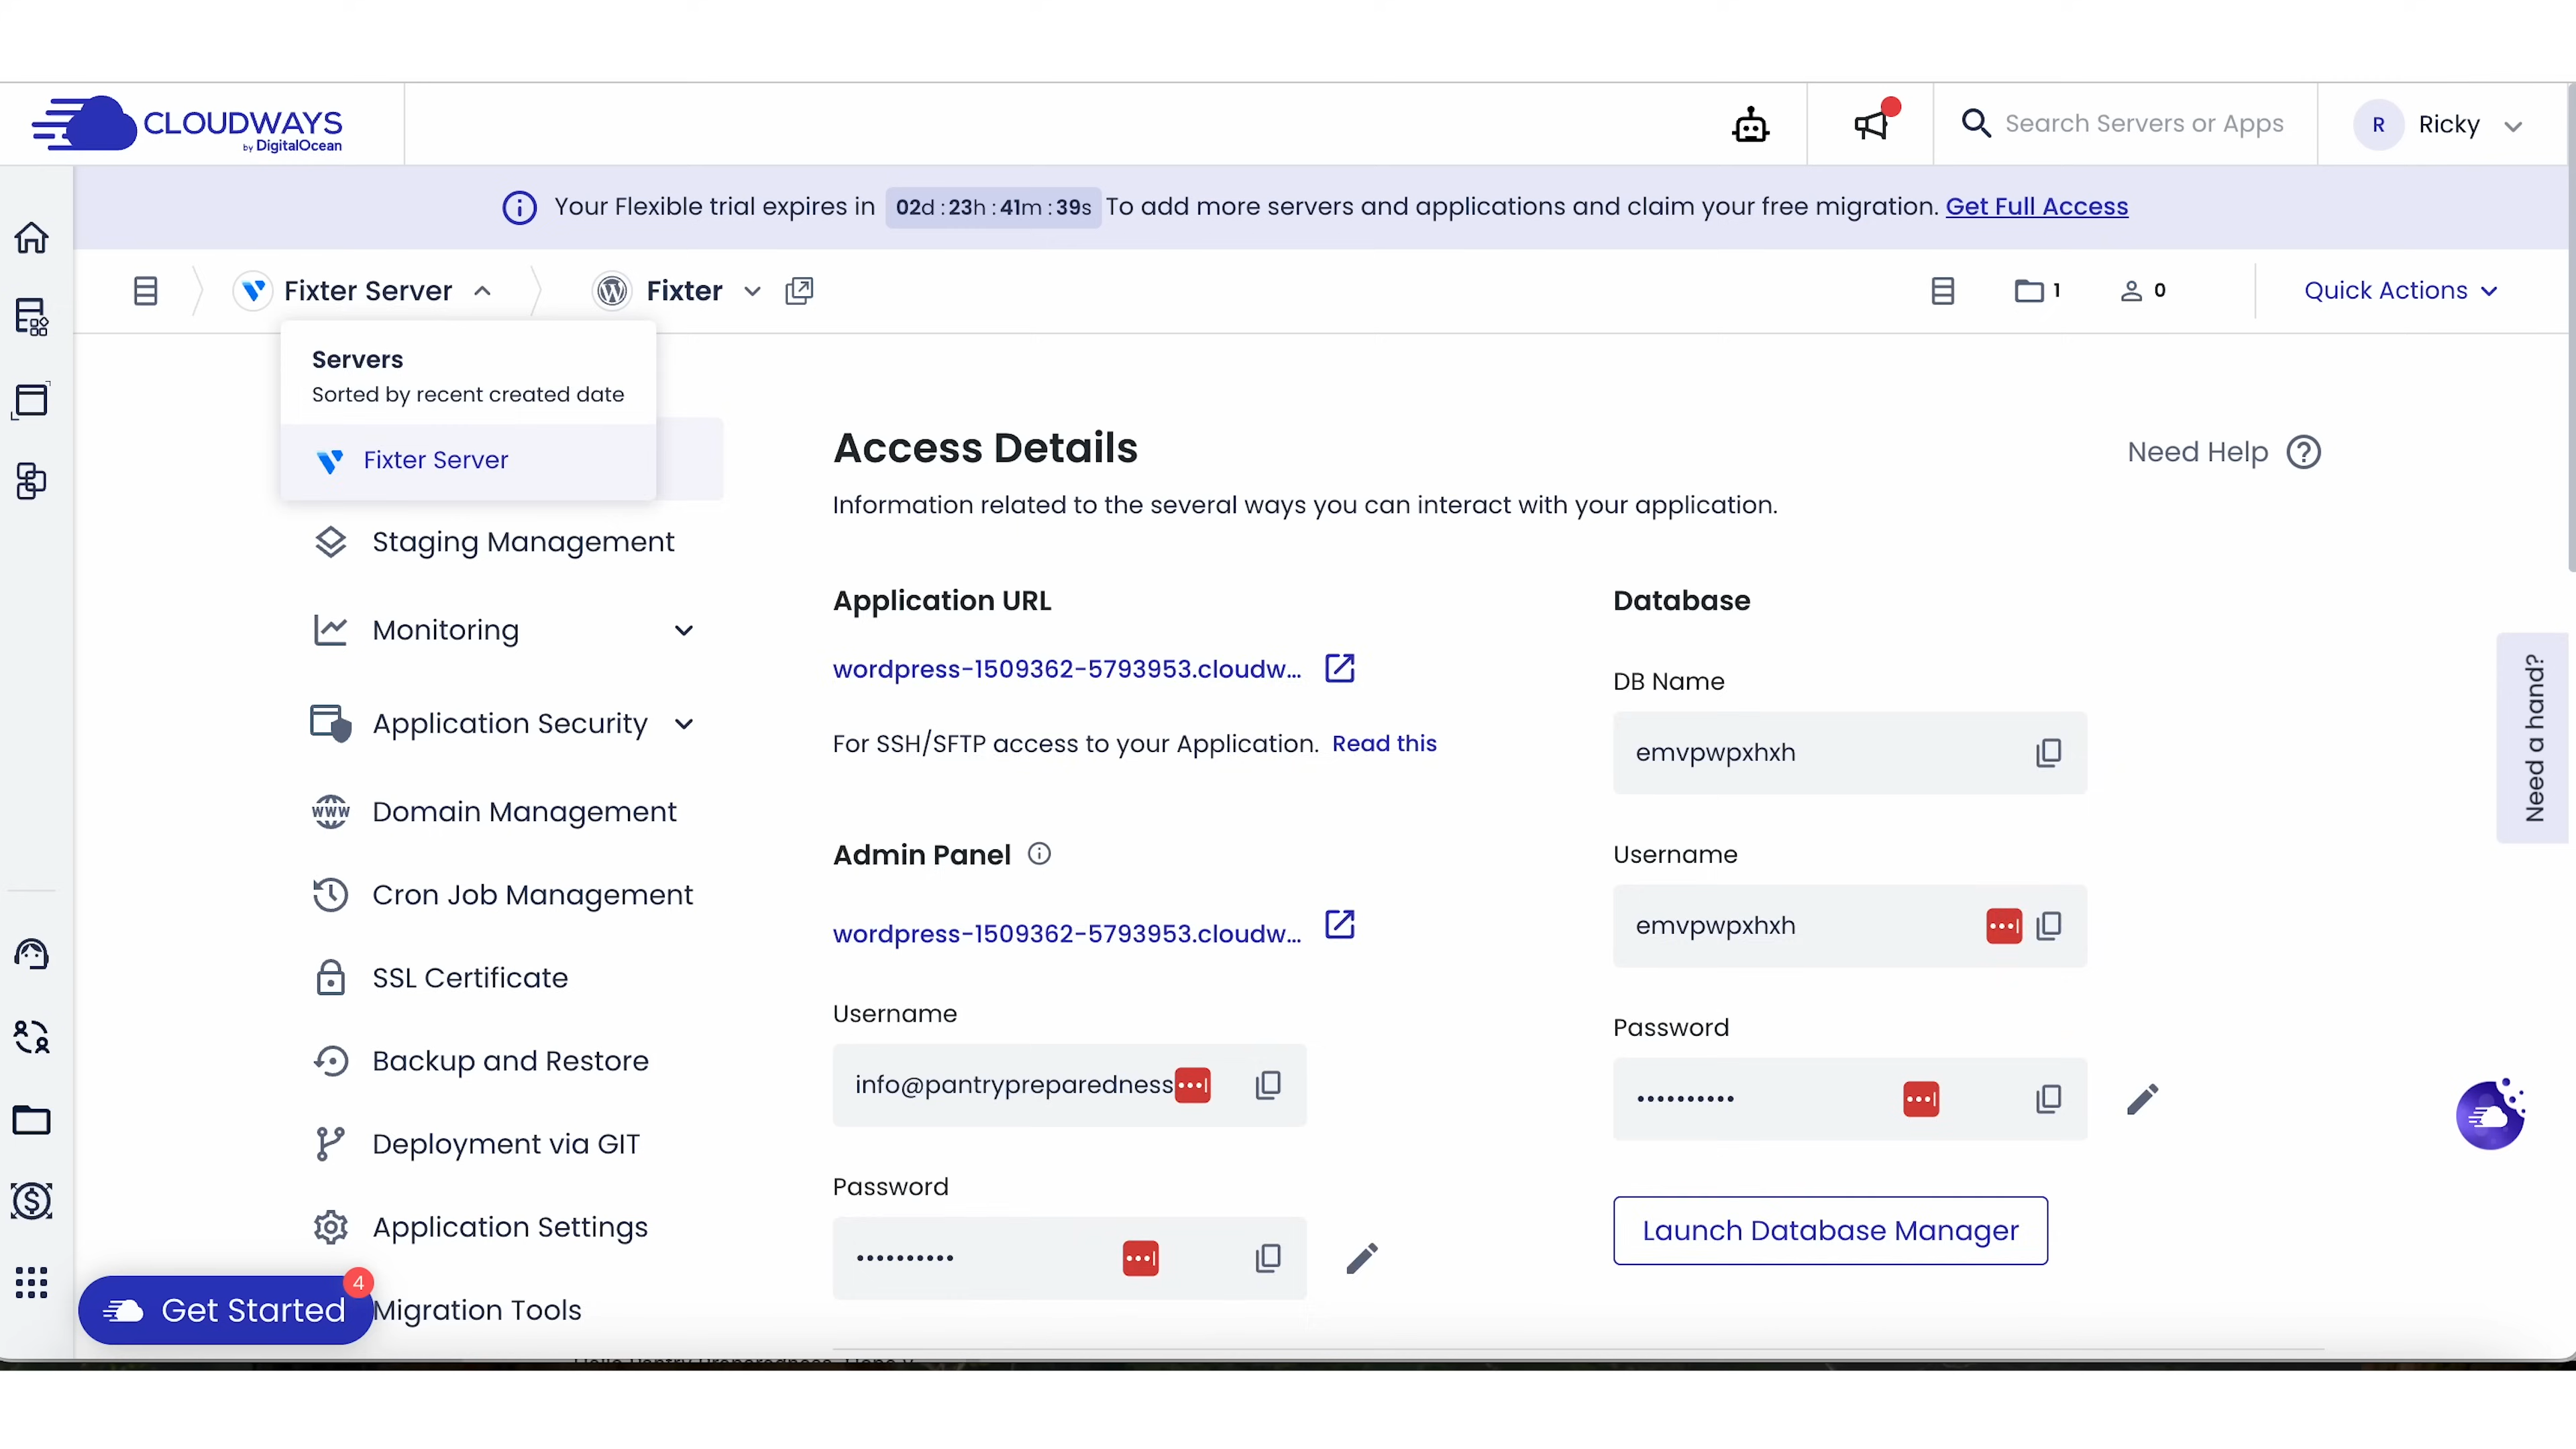 CLOUDWAYS
by DigitalOcean
Search Servers or Apps
R
Ricky
Your Flexible trial expires in 02d : 23h : 41m : 39s To add more servers and applications and claim your free migration. Get Full Access
Fixter Server
Fixter
1
0
Quick Actions
Servers
Sorted by recent created date
Fixter Server
Staging Management
Monitoring
Application Security
WWW
Domain Management
Cron Job Management
SSL Certificate
Backup and Restore
Deployment via GIT
Application Settings
Migration Tools
Get Started
4
Access Details
Need Help
Information related to the several ways you can interact with your application.
Application URL
wordpress-1509362-5793953.cloudw...
For SSH/SFTP access to your Application. Read this
Admin Panel
wordpress-1509362-5793953.cloudw...
Username
info@pantrypreparedness
Password
••••••••••
Database
DB Name
emvpwpxhxh
Username
emvpwpxhxh
Password
••••••••••
Launch Database Manager
Need a hand?